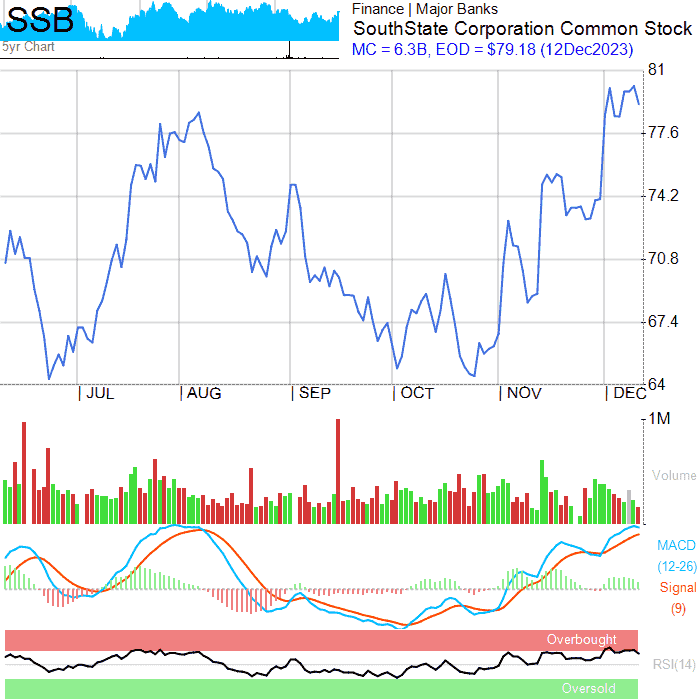 SSB
5yr Chart
Finance | Major Banks
SouthState Corporation Common Stock
MC = 6.3B, EOD = $79.18 (12Dec2023)
81
77.6
74.2
70.8
67.4
64
| JUL
| AUG
| SEP
| OCT
| NOV
| DEC
1M
Volume
MACD
(12-26)
Signal
(9)
Overbought
RSI(14)
Oversold